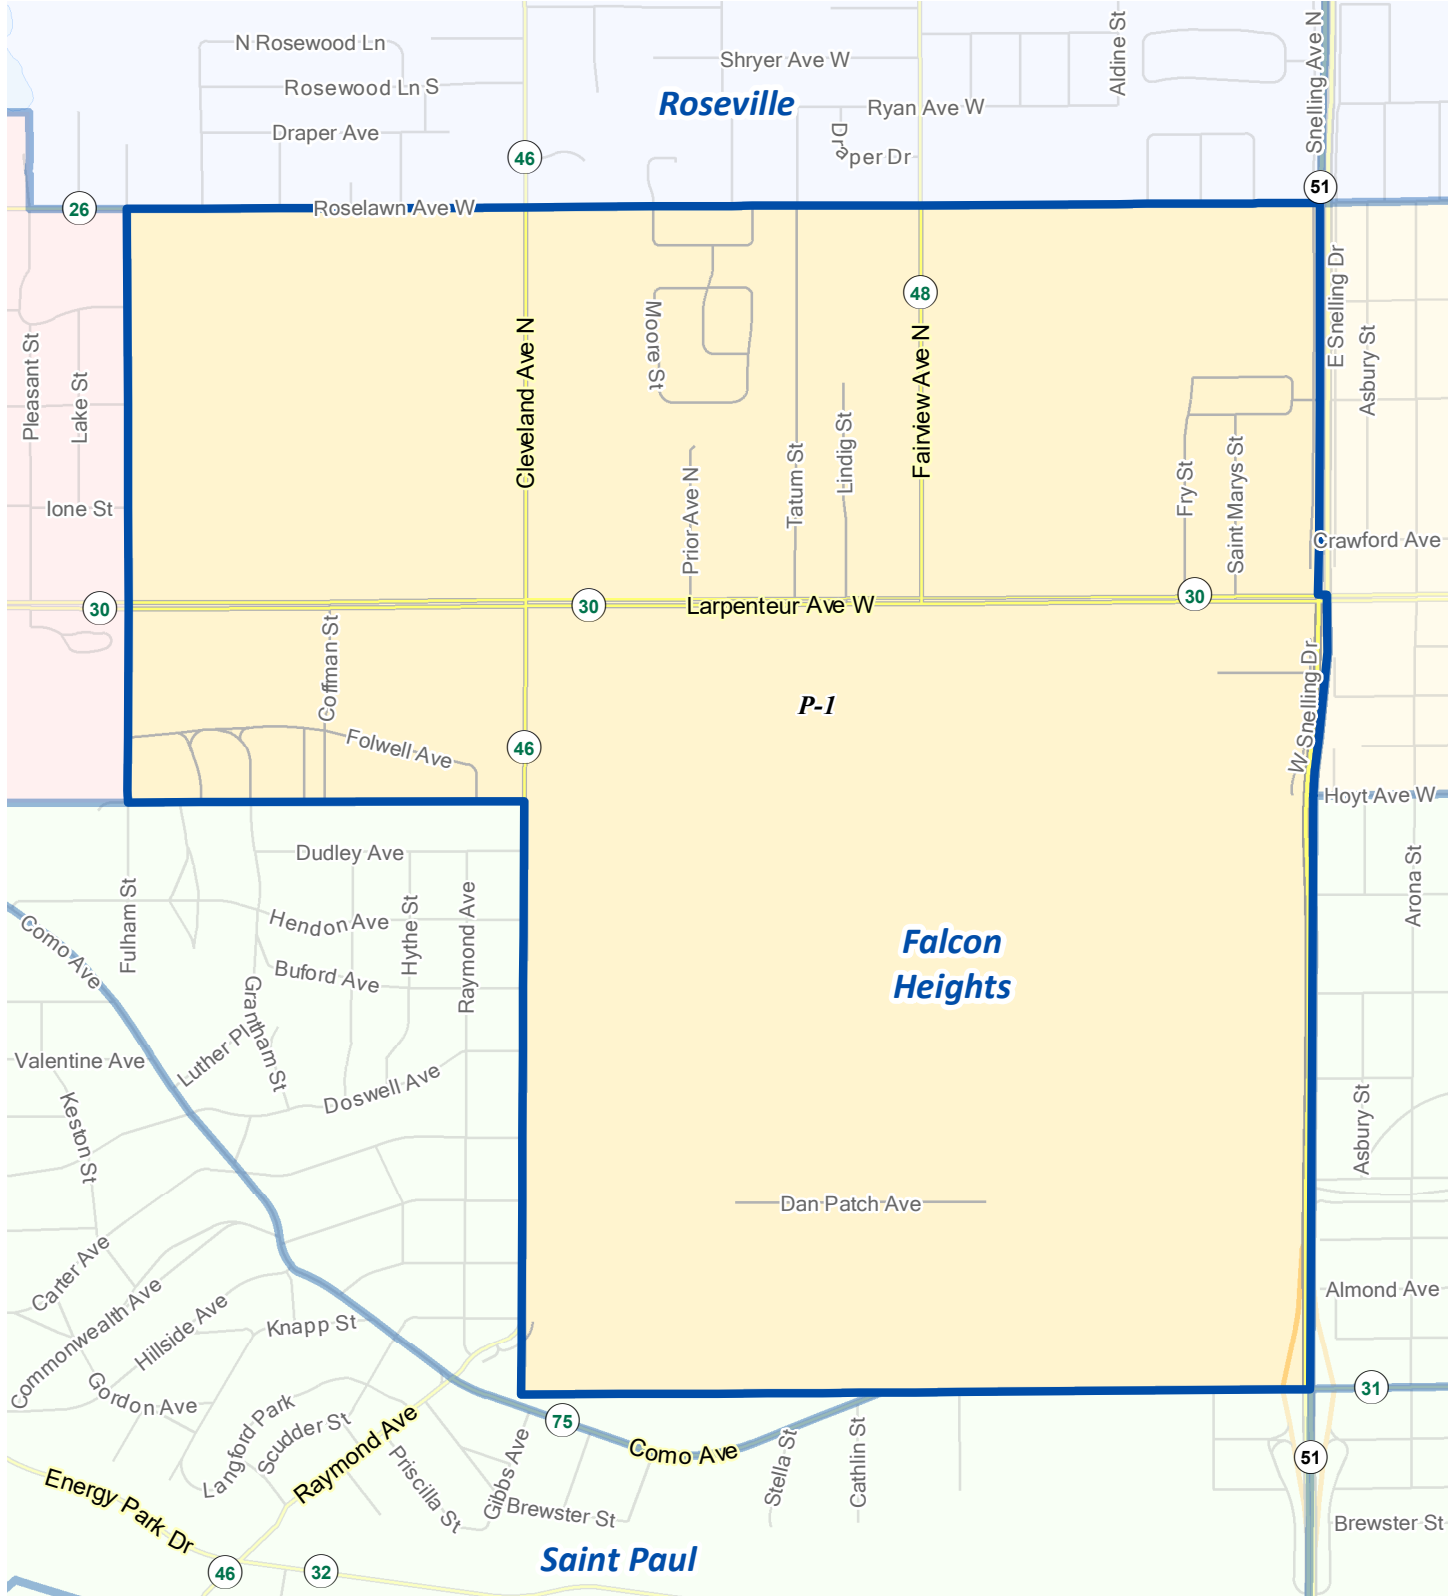 N Rosewood Ln
Rosewood Ln S
Draper Ave
Shryer Ave W
Roseville
Ryan Ave W
Draper Dr
Aldine St
Snelling Ave N
46
51
26
Roselawn Ave W
48
E Snelling Dr
Pleasant St
Lake St
Cleveland Ave N
Moore St
Fairview Ave N
Asbury St
Prior Ave N
Tatum St
Lindig St
Fry St
Saint Marys St
Ione St
Crawford Ave
30
30
Larpenteur Ave W
30
Coffman St
W Snelling Dr
P-1
Folwell Ave
46
Hoyt Ave W
Dudley Ave
Fulham St
Hendon Ave
Hythe St
Raymond Ave
Arona St
Como Ave
Falcon
Heights
Buford Ave
Grantham St
Luther Pl
Valentine Ave
Doswell Ave
Keston St
Asbury St
Dan Patch Ave
Carter Ave
Commonwealth Ave
Hillside Ave
Knapp St
Almond Ave
Gordon Ave
31
Langford Park
Scudder St
Raymond Ave
75
Como Ave
Stella St
Cathlin St
51
Priscilla St
Gibbs Ave
Brewster St
Energy Park Dr
Brewster St
46
32
Saint Paul